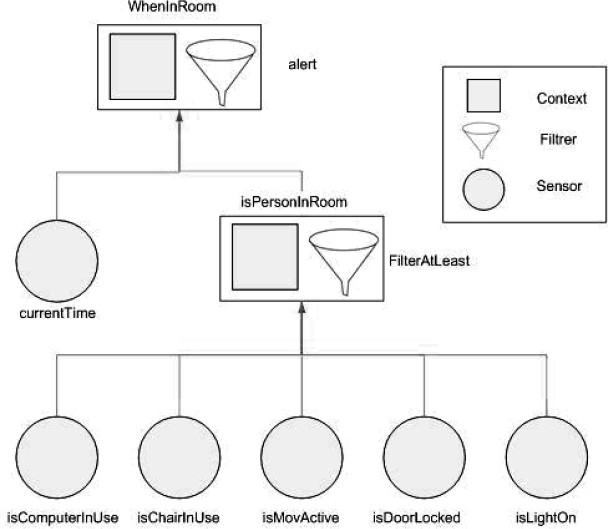 WhenInRoom
alert
Context
Filtrer
Sensor
isPersonInRoom
FilterAtLeast
currentTime
isComputerInUse
isChairInUse
isMovActive
isDoorLocked
isLightOn